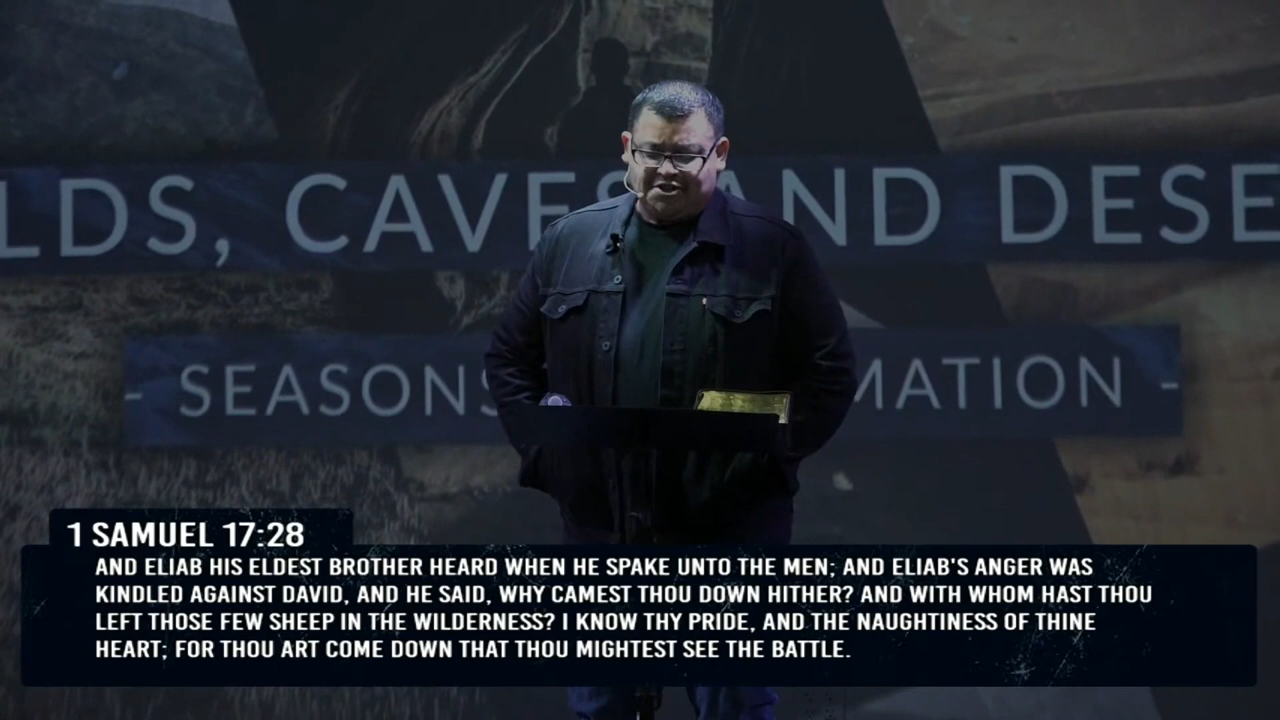 LDS, CAVES AND DESE
- SEASONS MATION -
1 SAMUEL 17:28
AND ELIAB HIS ELDEST BROTHER HEARD WHEN HE SPAKE UNTO THE MEN; AND ELIAB'S ANGER WAS
KINDLED AGAINST DAVID, AND HE SAID, WHY CAMEST THOU DOWN HITHER? AND WITH WHOM HAST THOU
LEFT THOSE FEW SHEEP IN THE WILDERNESS? I KNOW THY PRIDE, AND THE NAUGHTINESS OF THINE
HEART; FOR THOU ART COME DOWN THAT THOU MIGHTEST SEE THE BATTLE.